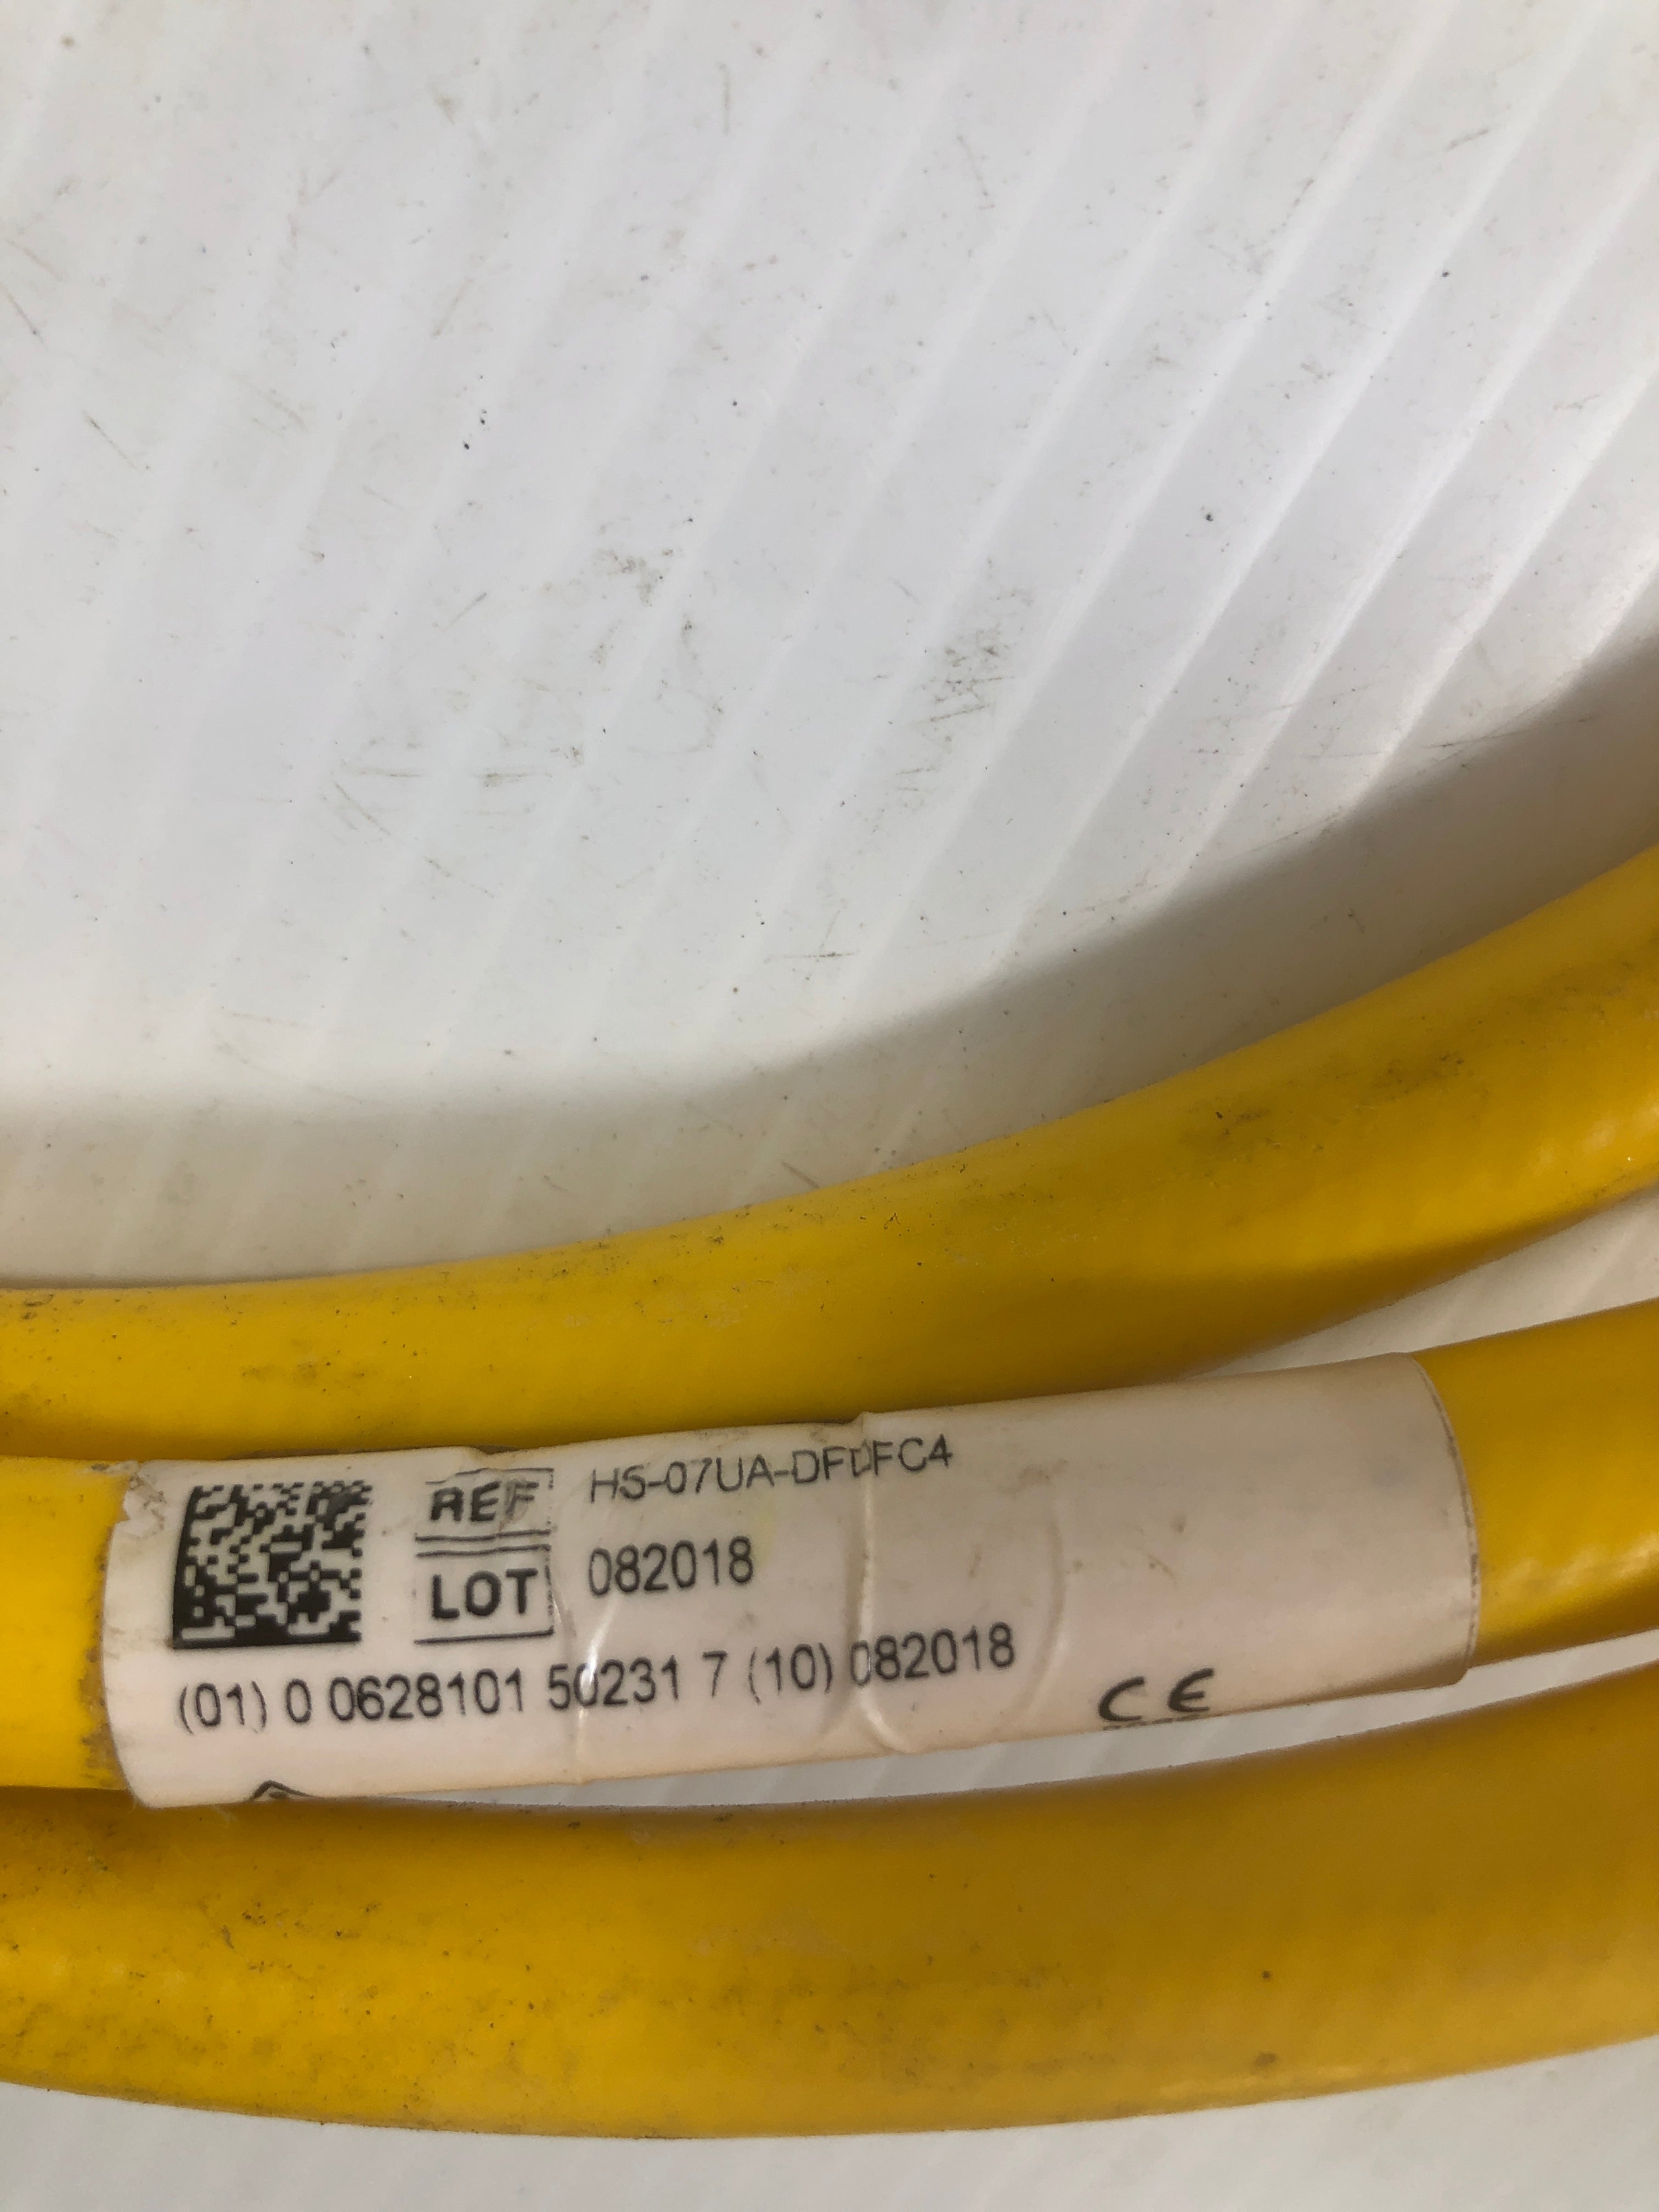 REF HS-07UA-DFDFC4
LOT 082018
(01) 0 0628101 50231 7 (10) 082018
CE